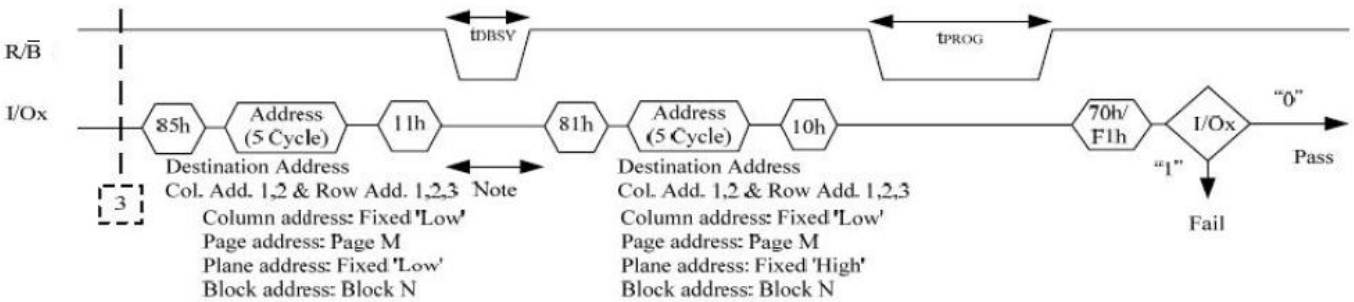 tDBSY
tPROG
R/B̅
I/Ox
85h
Address
(5 Cycle)
11h
81h
Address
(5 Cycle)
10h
70h/
F1h
I/Ox
"0"
"1"
Pass
Fail
3
Destination Address
Col. Add. 1,2 & Row Add. 1,2,3
Column address: Fixed 'Low'
Page address: Page M
Plane address: Fixed 'Low'
Block address: Block N
Note
Destination Address
Col. Add. 1,2 & Row Add. 1,2,3
Column address: Fixed 'Low'
Page address: Page M
Plane address: Fixed 'High'
Block address: Block N